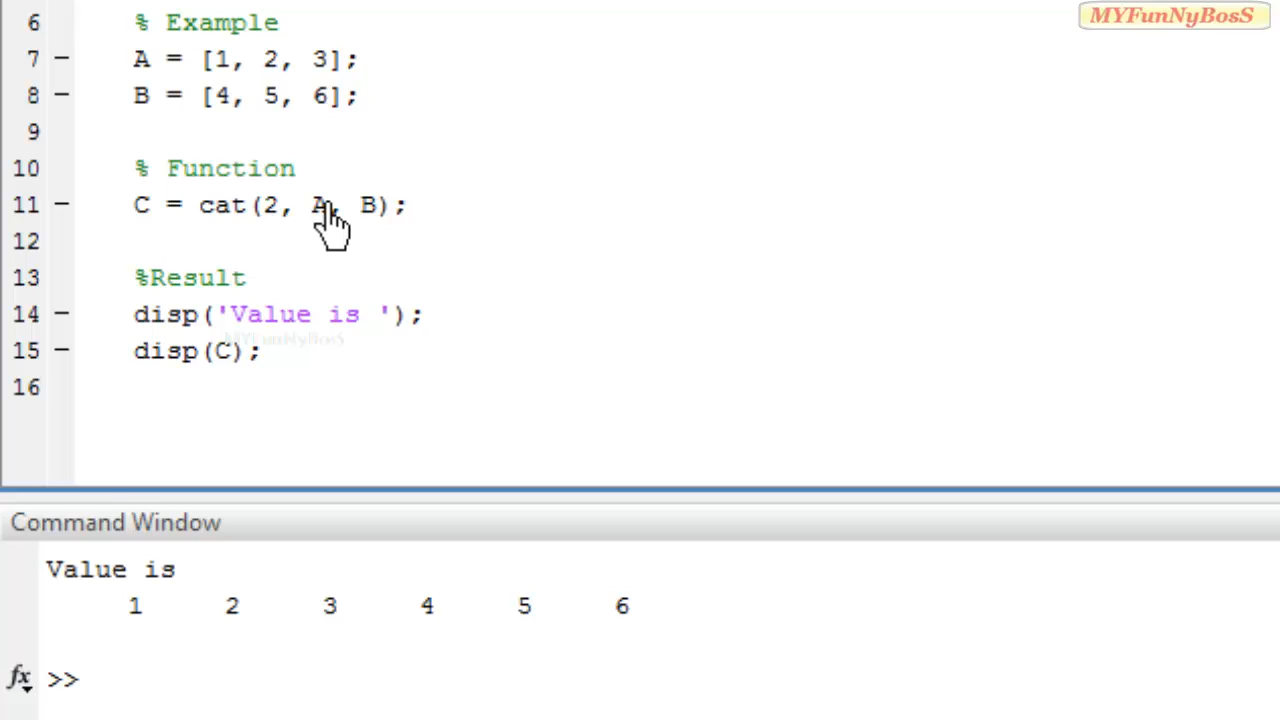 MYFunNyBosS
6 % Example
7 – A = [1, 2, 3];
8 – B = [4, 5, 6];
9
10 % Function
11 – C = cat(2, A, B);
12
13 %Result
14 – disp('Value is ');
MYFunNyBosS
15 – disp(C);
16
Command Window
Value is
1 2 3 4 5 6
fx >>